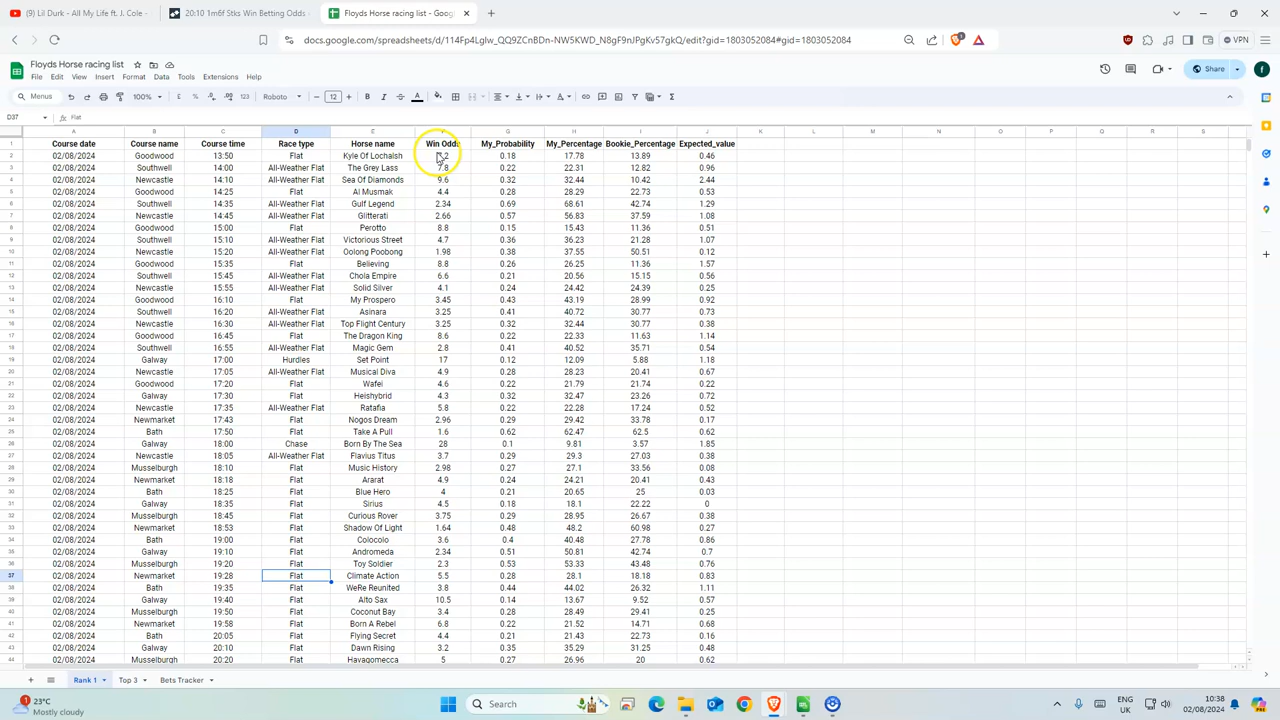 (9) Lil Durk - All My Life ft. J. Cole -
20:10 1m6f Stks Win Betting Odds -
Floyds Horse racing list - Goog
docs.google.com/spreadsheets/d/114Fp4Lglw_QQ9ZCnBDn-NW5KWD_N8gF9nJPgKv57gkQ/edit?gid=1803052084#gid=1803052084
VPN
Floyds Horse racing list
File Edit View Insert Format Data Tools Extensions Help
Share
Menus 100% £ % .0 .00 123 Roboto 12 B I A
D37 fx Flat
A B C D E F G H I J K L M N O P Q R S
1 Course date Course name Course time Race type Horse name Win Odds My_Probability My_Percentage Bookie_Percentage Expected_value
2 02/08/2024 Goodwood 13:50 Flat Kyle Of Lochalsh 7.2 0.18 17.78 13.89 0.46
3 02/08/2024 Southwell 14:00 All-Weather Flat The Grey Lass 7.8 0.22 22.31 12.82 0.96
4 02/08/2024 Newcastle 14:10 All-Weather Flat Sea Of Diamonds 9.6 0.32 32.44 10.42 2.44
5 02/08/2024 Goodwood 14:25 Flat Al Musmak 4.4 0.28 28.29 22.73 0.53
6 02/08/2024 Southwell 14:35 All-Weather Flat Gulf Legend 2.34 0.69 68.61 42.74 1.29
7 02/08/2024 Newcastle 14:45 All-Weather Flat Glitterati 2.66 0.57 56.83 37.59 1.08
8 02/08/2024 Goodwood 15:00 Flat Perotto 8.8 0.15 15.43 11.36 0.51
9 02/08/2024 Southwell 15:10 All-Weather Flat Victorious Street 4.7 0.36 36.23 21.28 1.07
10 02/08/2024 Newcastle 15:20 All-Weather Flat Oolong Poobong 1.98 0.38 37.55 50.51 0.12
11 02/08/2024 Goodwood 15:35 Flat Believing 8.8 0.26 26.25 11.36 1.57
12 02/08/2024 Southwell 15:45 All-Weather Flat Chola Empire 6.6 0.21 20.56 15.15 0.56
13 02/08/2024 Newcastle 15:55 All-Weather Flat Solid Silver 4.1 0.24 24.42 24.39 0.25
14 02/08/2024 Goodwood 16:10 Flat My Prospero 3.45 0.43 43.19 28.99 0.92
15 02/08/2024 Southwell 16:20 All-Weather Flat Asinara 3.25 0.41 40.72 30.77 0.73
16 02/08/2024 Newcastle 16:30 All-Weather Flat Top Flight Century 3.25 0.32 32.44 30.77 0.38
17 02/08/2024 Goodwood 16:45 Flat The Dragon King 8.6 0.22 22.33 11.63 1.14
18 02/08/2024 Southwell 16:55 All-Weather Flat Magic Gem 2.8 0.41 40.52 35.71 0.54
19 02/08/2024 Galway 17:00 Hurdles Set Point 17 0.12 12.09 5.88 1.18
20 02/08/2024 Newcastle 17:05 All-Weather Flat Musical Diva 4.9 0.28 28.23 20.41 0.67
21 02/08/2024 Goodwood 17:20 Flat Wafei 4.6 0.22 21.79 21.74 0.22
22 02/08/2024 Galway 17:30 Flat Heishybrid 4.3 0.32 32.47 23.26 0.72
23 02/08/2024 Newcastle 17:35 All-Weather Flat Ratafia 5.8 0.22 22.28 17.24 0.52
24 02/08/2024 Newmarket 17:43 Flat Nogos Dream 2.96 0.29 29.42 33.78 0.17
25 02/08/2024 Bath 17:50 Flat Take A Pull 1.6 0.62 62.47 62.5 0.62
26 02/08/2024 Galway 18:00 Chase Born By The Sea 28 0.1 9.81 3.57 1.85
27 02/08/2024 Newcastle 18:05 All-Weather Flat Flavius Titus 3.7 0.29 29.3 27.03 0.38
28 02/08/2024 Musselburgh 18:10 Flat Music History 2.98 0.27 27.1 33.56 0.08
29 02/08/2024 Newmarket 18:18 Flat Ararat 4.9 0.24 24.21 20.41 0.43
30 02/08/2024 Bath 18:25 Flat Blue Hero 4 0.21 20.65 25 0.03
31 02/08/2024 Galway 18:35 Flat Sirius 4.5 0.18 18.1 22.22 0
32 02/08/2024 Musselburgh 18:45 Flat Curious Rover 3.75 0.29 28.95 26.67 0.38
33 02/08/2024 Newmarket 18:53 Flat Shadow Of Light 1.64 0.48 48.2 60.98 0.27
34 02/08/2024 Bath 19:00 Flat Colocolo 3.6 0.4 40.48 27.78 0.86
35 02/08/2024 Galway 19:10 Flat Andromeda 2.34 0.51 50.81 42.74 0.7
36 02/08/2024 Musselburgh 19:20 Flat Toy Soldier 2.3 0.53 53.33 43.48 0.76
37 02/08/2024 Newmarket 19:28 Flat Climate Action 5.5 0.28 28.1 18.18 0.83
38 02/08/2024 Bath 19:35 Flat WeRe Reunited 3.8 0.44 44.02 26.32 1.11
39 02/08/2024 Galway 19:40 Flat Alto Sax 10.5 0.14 13.67 9.52 0.57
40 02/08/2024 Musselburgh 19:50 Flat Coconut Bay 3.4 0.28 28.49 29.41 0.25
41 02/08/2024 Newmarket 19:58 Flat Born A Rebel 6.8 0.22 21.52 14.71 0.68
42 02/08/2024 Bath 20:05 Flat Flying Secret 4.4 0.21 21.43 22.73 0.16
43 02/08/2024 Galway 20:10 Flat Dawn Rising 3.2 0.35 35.29 31.25 0.48
44 02/08/2024 Musselburgh 20:20 Flat Havagomecca 5 0.27 26.96 20 0.62
Rank 1 Top 3 Bets Tracker
23°C
Mostly cloudy
Search
ENG
UK
10:38
02/08/2024